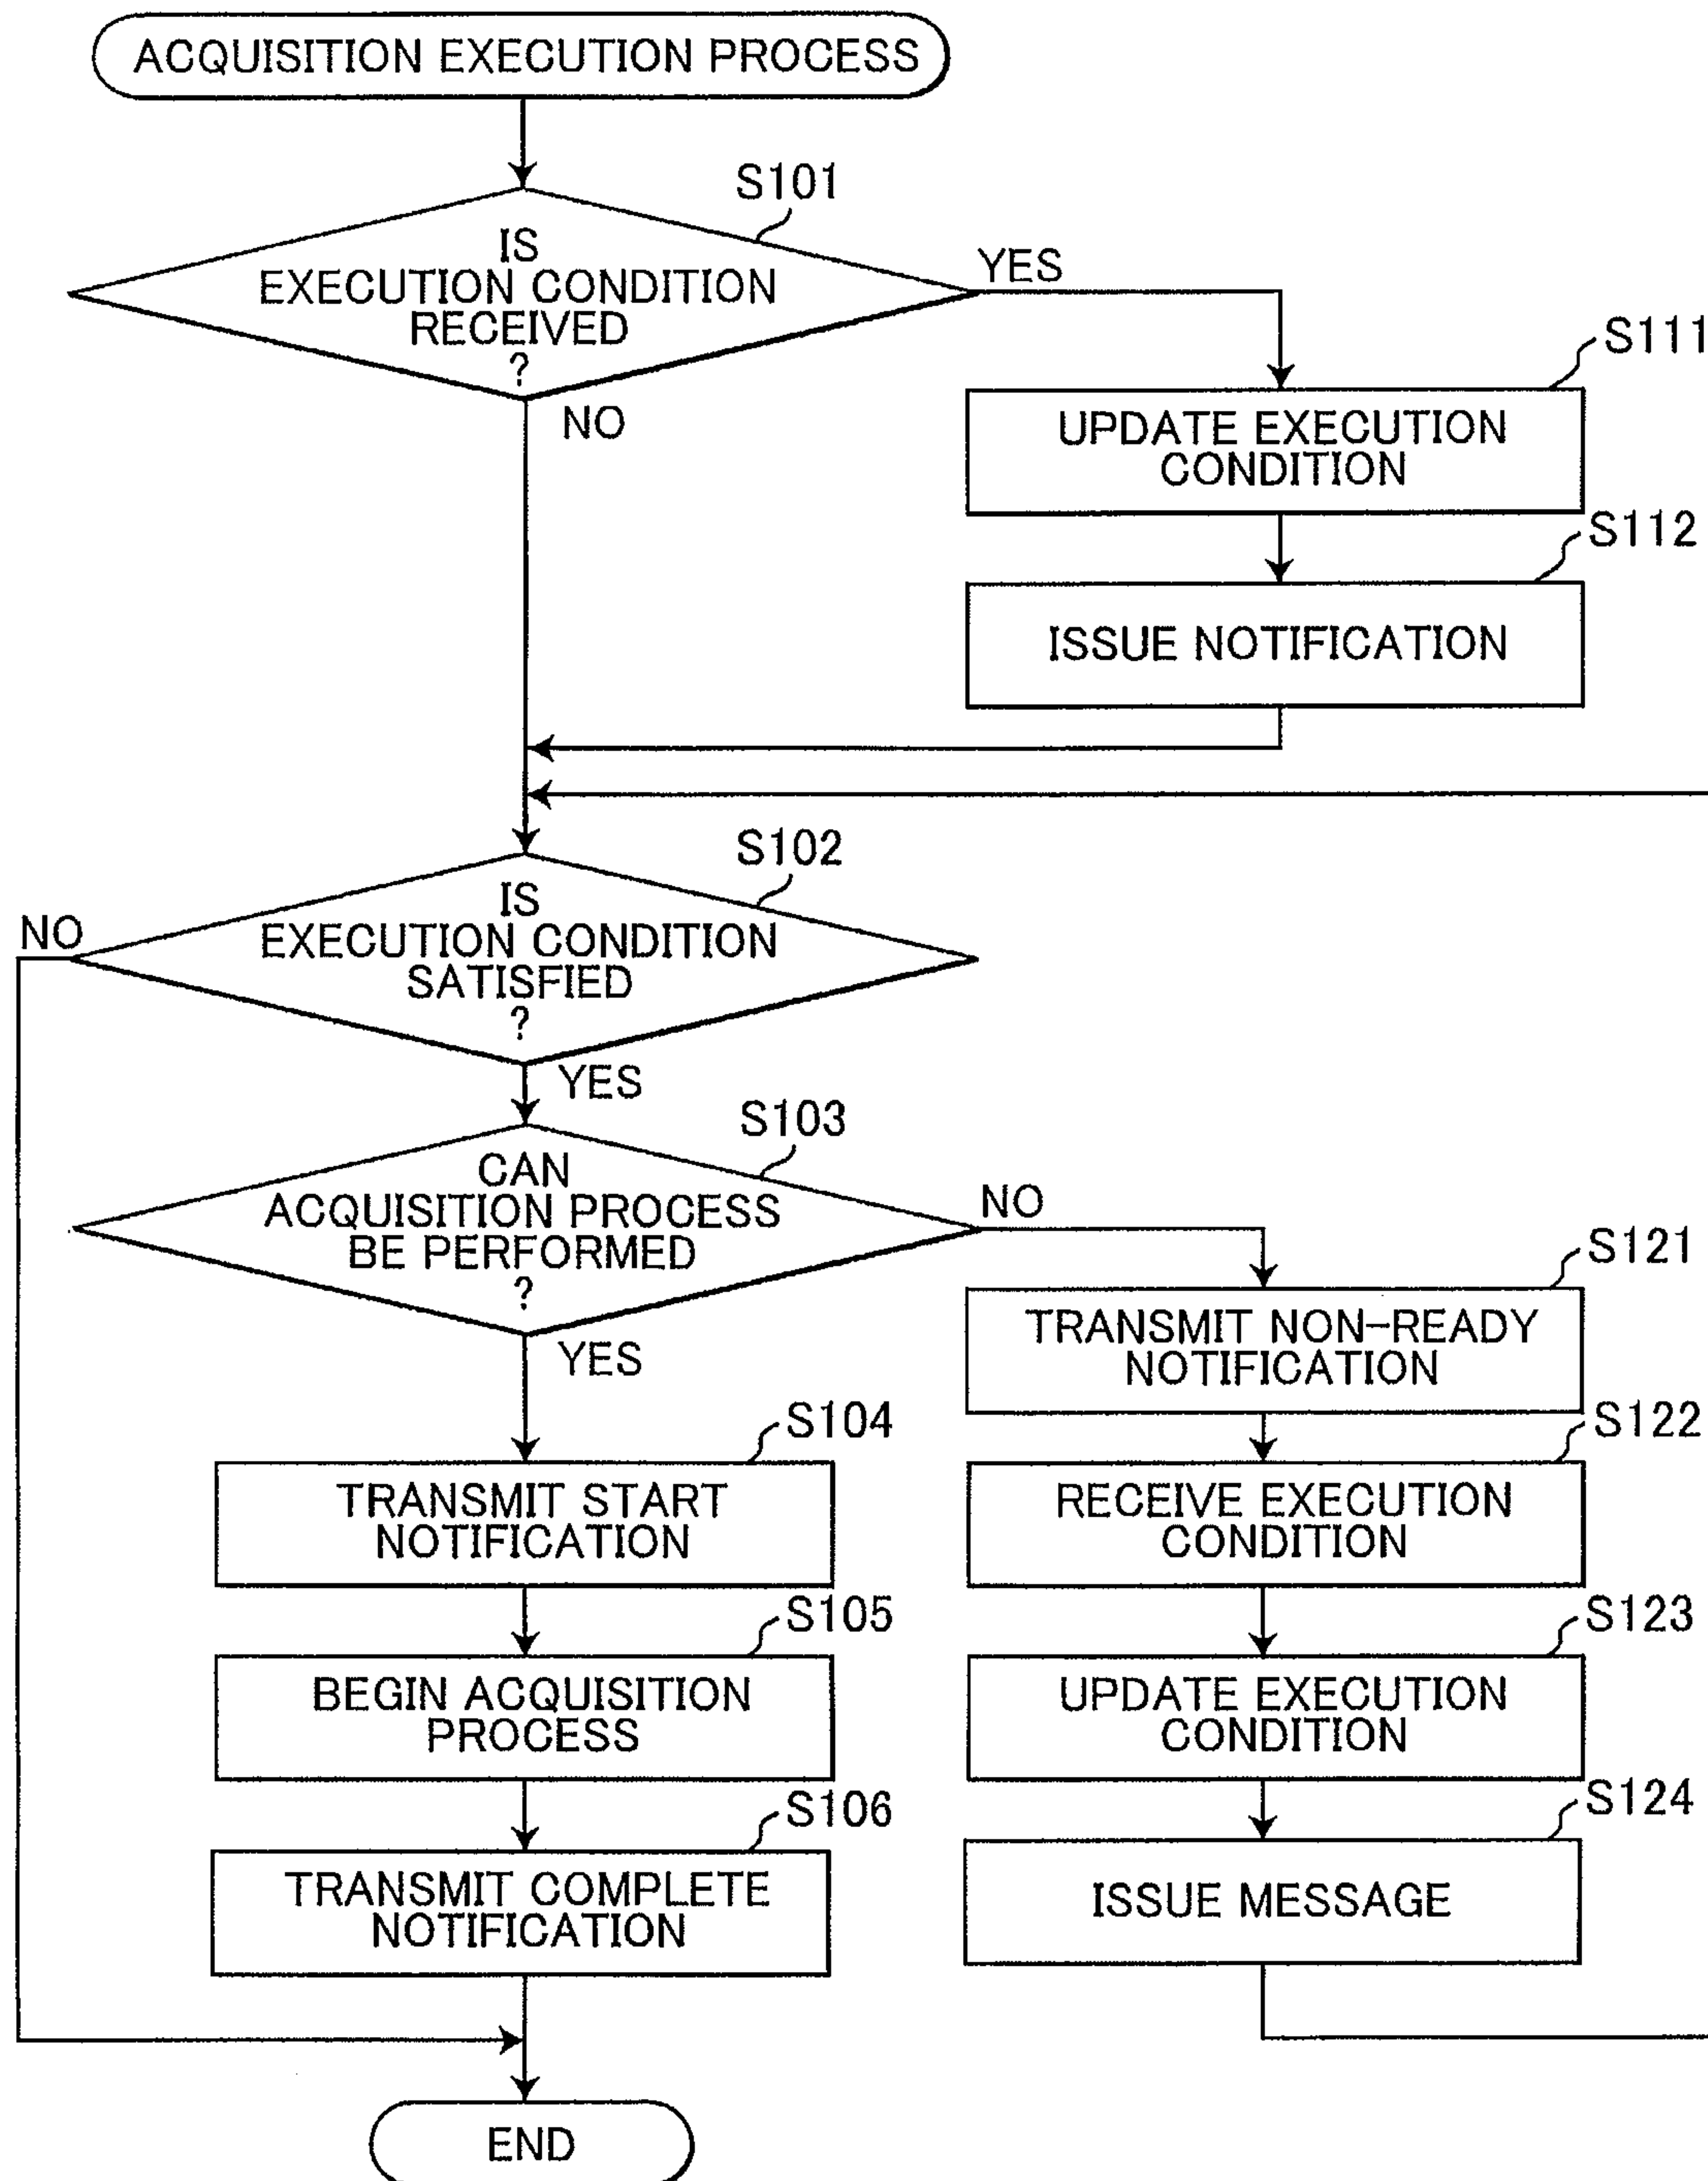 ACQUISITION EXECUTION PROCESS
S101
IS
EXECUTION CONDITION
RECEIVED
?
YES
NO
S111
UPDATE EXECUTION
CONDITION
S112
ISSUE NOTIFICATION
S102
IS
EXECUTION CONDITION
SATISFIED
?
NO
YES
S103
CAN
ACQUISITION PROCESS
BE PERFORMED
?
NO
YES
S121
TRANSMIT NON-READY
NOTIFICATION
S104
TRANSMIT START
NOTIFICATION
S122
RECEIVE EXECUTION
CONDITION
S105
BEGIN ACQUISITION
PROCESS
S123
UPDATE EXECUTION
CONDITION
S106
TRANSMIT COMPLETE
NOTIFICATION
S124
ISSUE MESSAGE
END